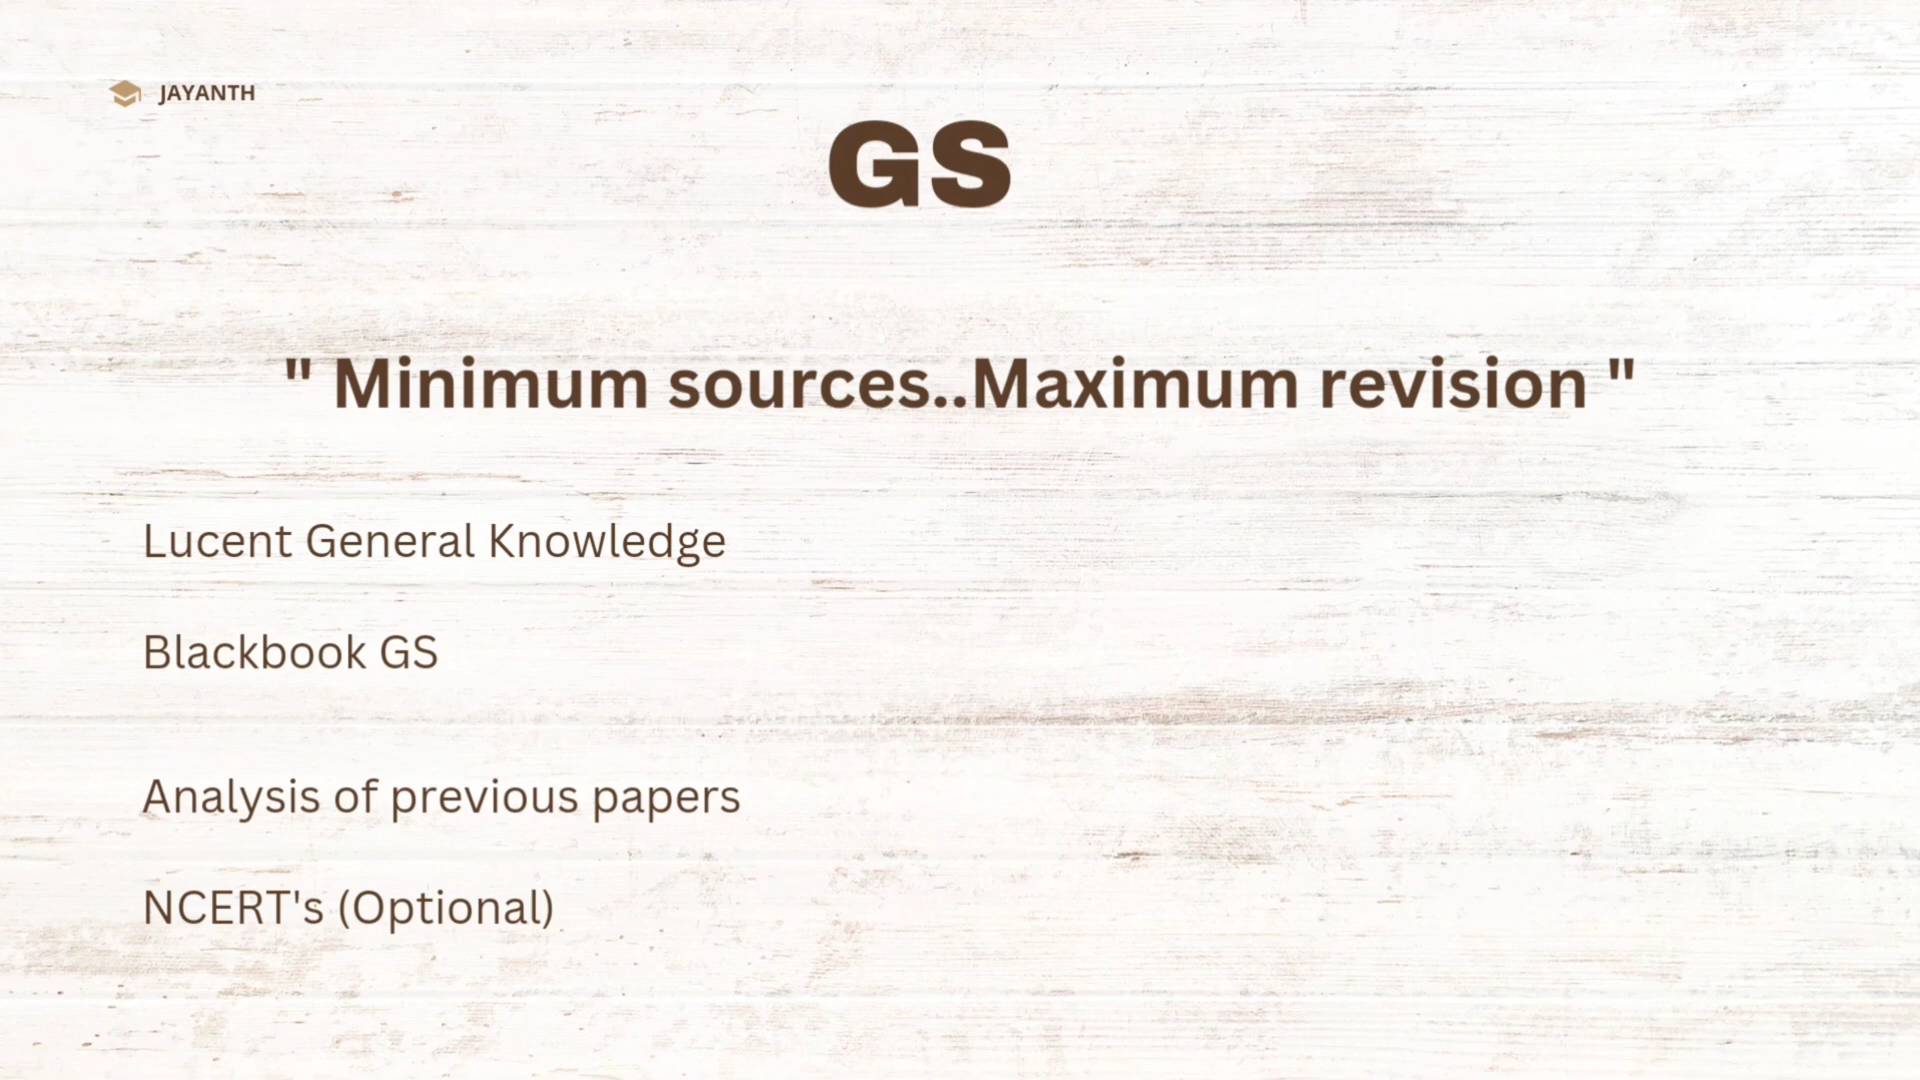 JAYANTH
GS
" Minimum sources..Maximum revision "
Lucent General Knowledge
Blackbook GS
Analysis of previous papers
NCERT's (Optional)